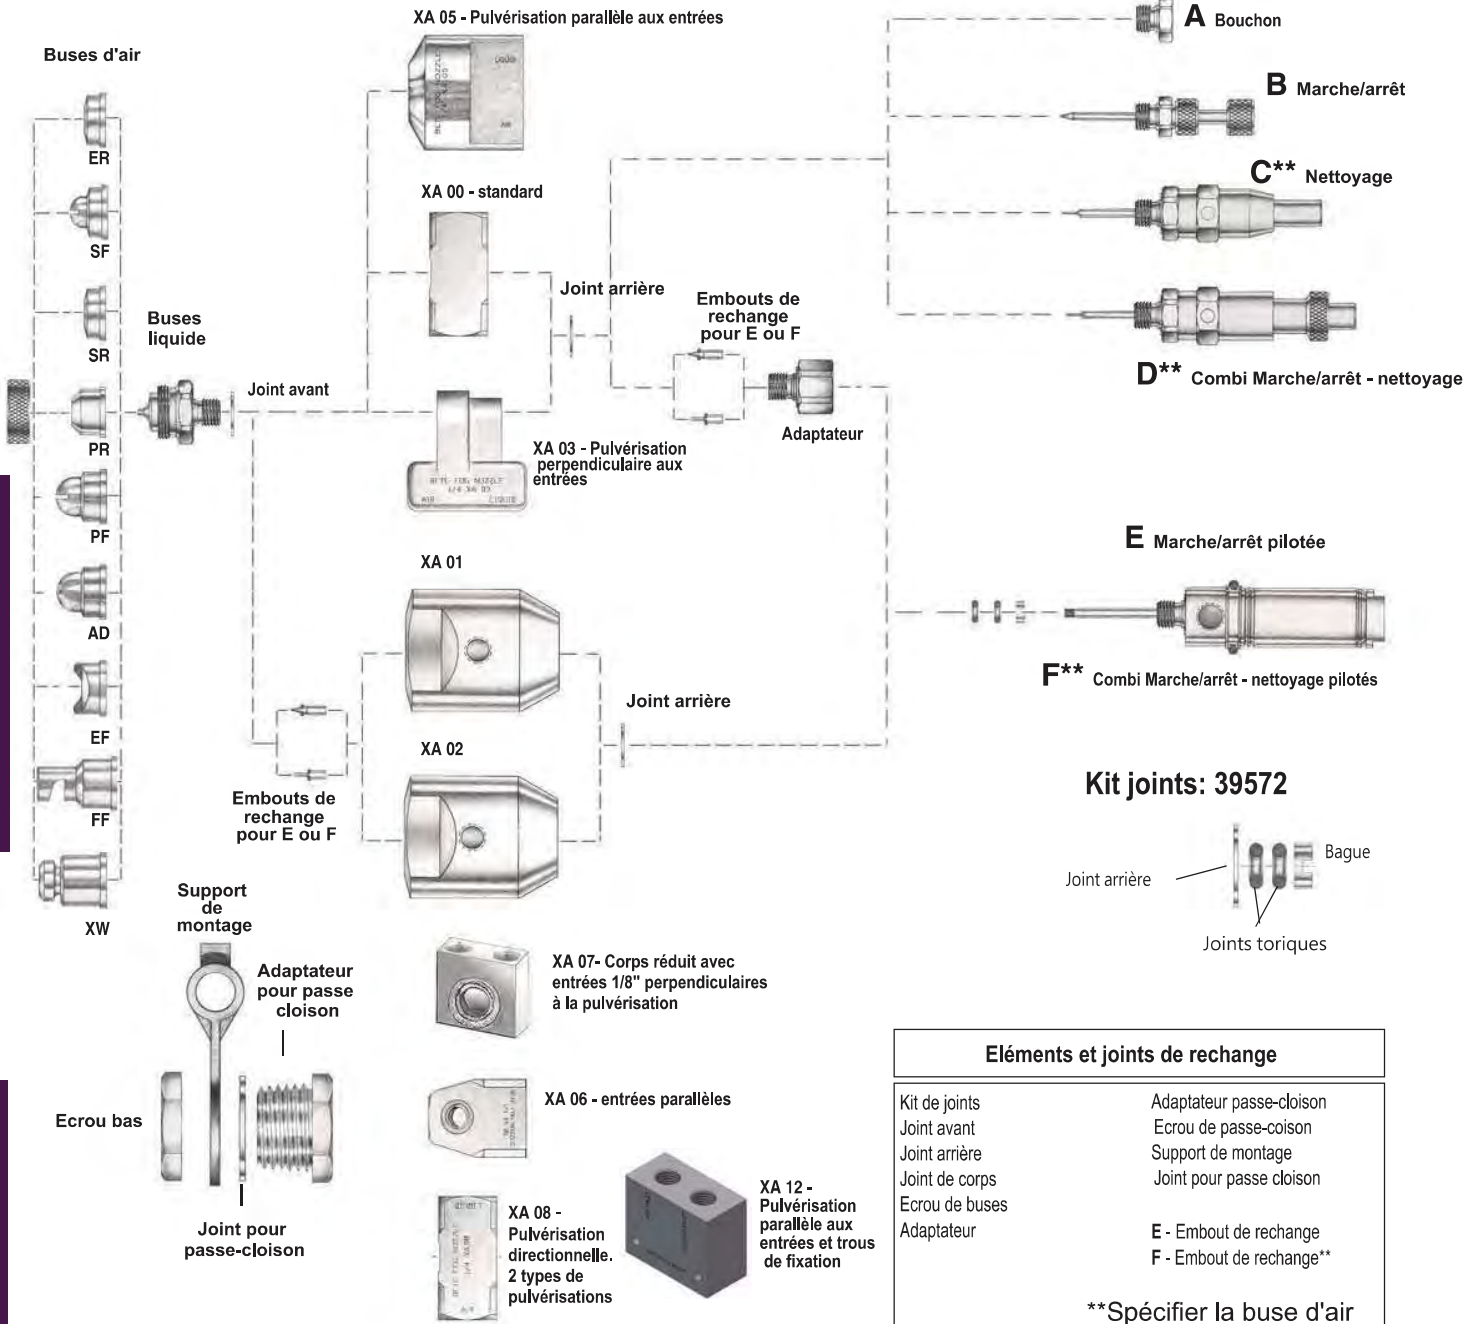 XA 05 - Pulvérisation parallèle aux entrées
A Bouchon
Buses d'air
B Marche/arrêt
ER
C** Nettoyage
XA 00 - standard
SF
Joint arrière
Embouts de
rechange
pour E ou F
Buses
liquide
SR
D** Combi Marche/arrêt - nettoyage
Joint avant
Adaptateur
PR
XA 03 - Pulvérisation
perpendiculaire aux
entrées
AIR
PF
E Marche/arrêt pilotée
XA 01
AD
F** Combi Marche/arrêt - nettoyage pilotés
Joint arrière
EF
XA 02
Kit joints: 39572
Embouts de
rechange
pour E ou F
FF
Bague
Joint arrière
Joints toriques
XW
Support
de
montage
XA 07- Corps réduit avec
entrées 1/8" perpendiculaires
à la pulvérisation
Adaptateur
pour passe
cloison
Eléments et joints de rechange
XA 06 - entrées parallèles
Ecrou bas
Kit de joints
Joint avant
Joint arrière
Joint de corps
Ecrou de buses
Adaptateur
Adaptateur passe-cloison
Ecrou de passe-coison
Support de montage
Joint pour passe cloison
E - Embout de rechange
F - Embout de rechange**
**Spécifier la buse d'air
XA 12 -
Pulvérisation
parallèle aux
entrées et trous
de fixation
XA 08 -
Pulvérisation
directionnelle.
2 types de
pulvérisations
Joint pour
passe-cloison